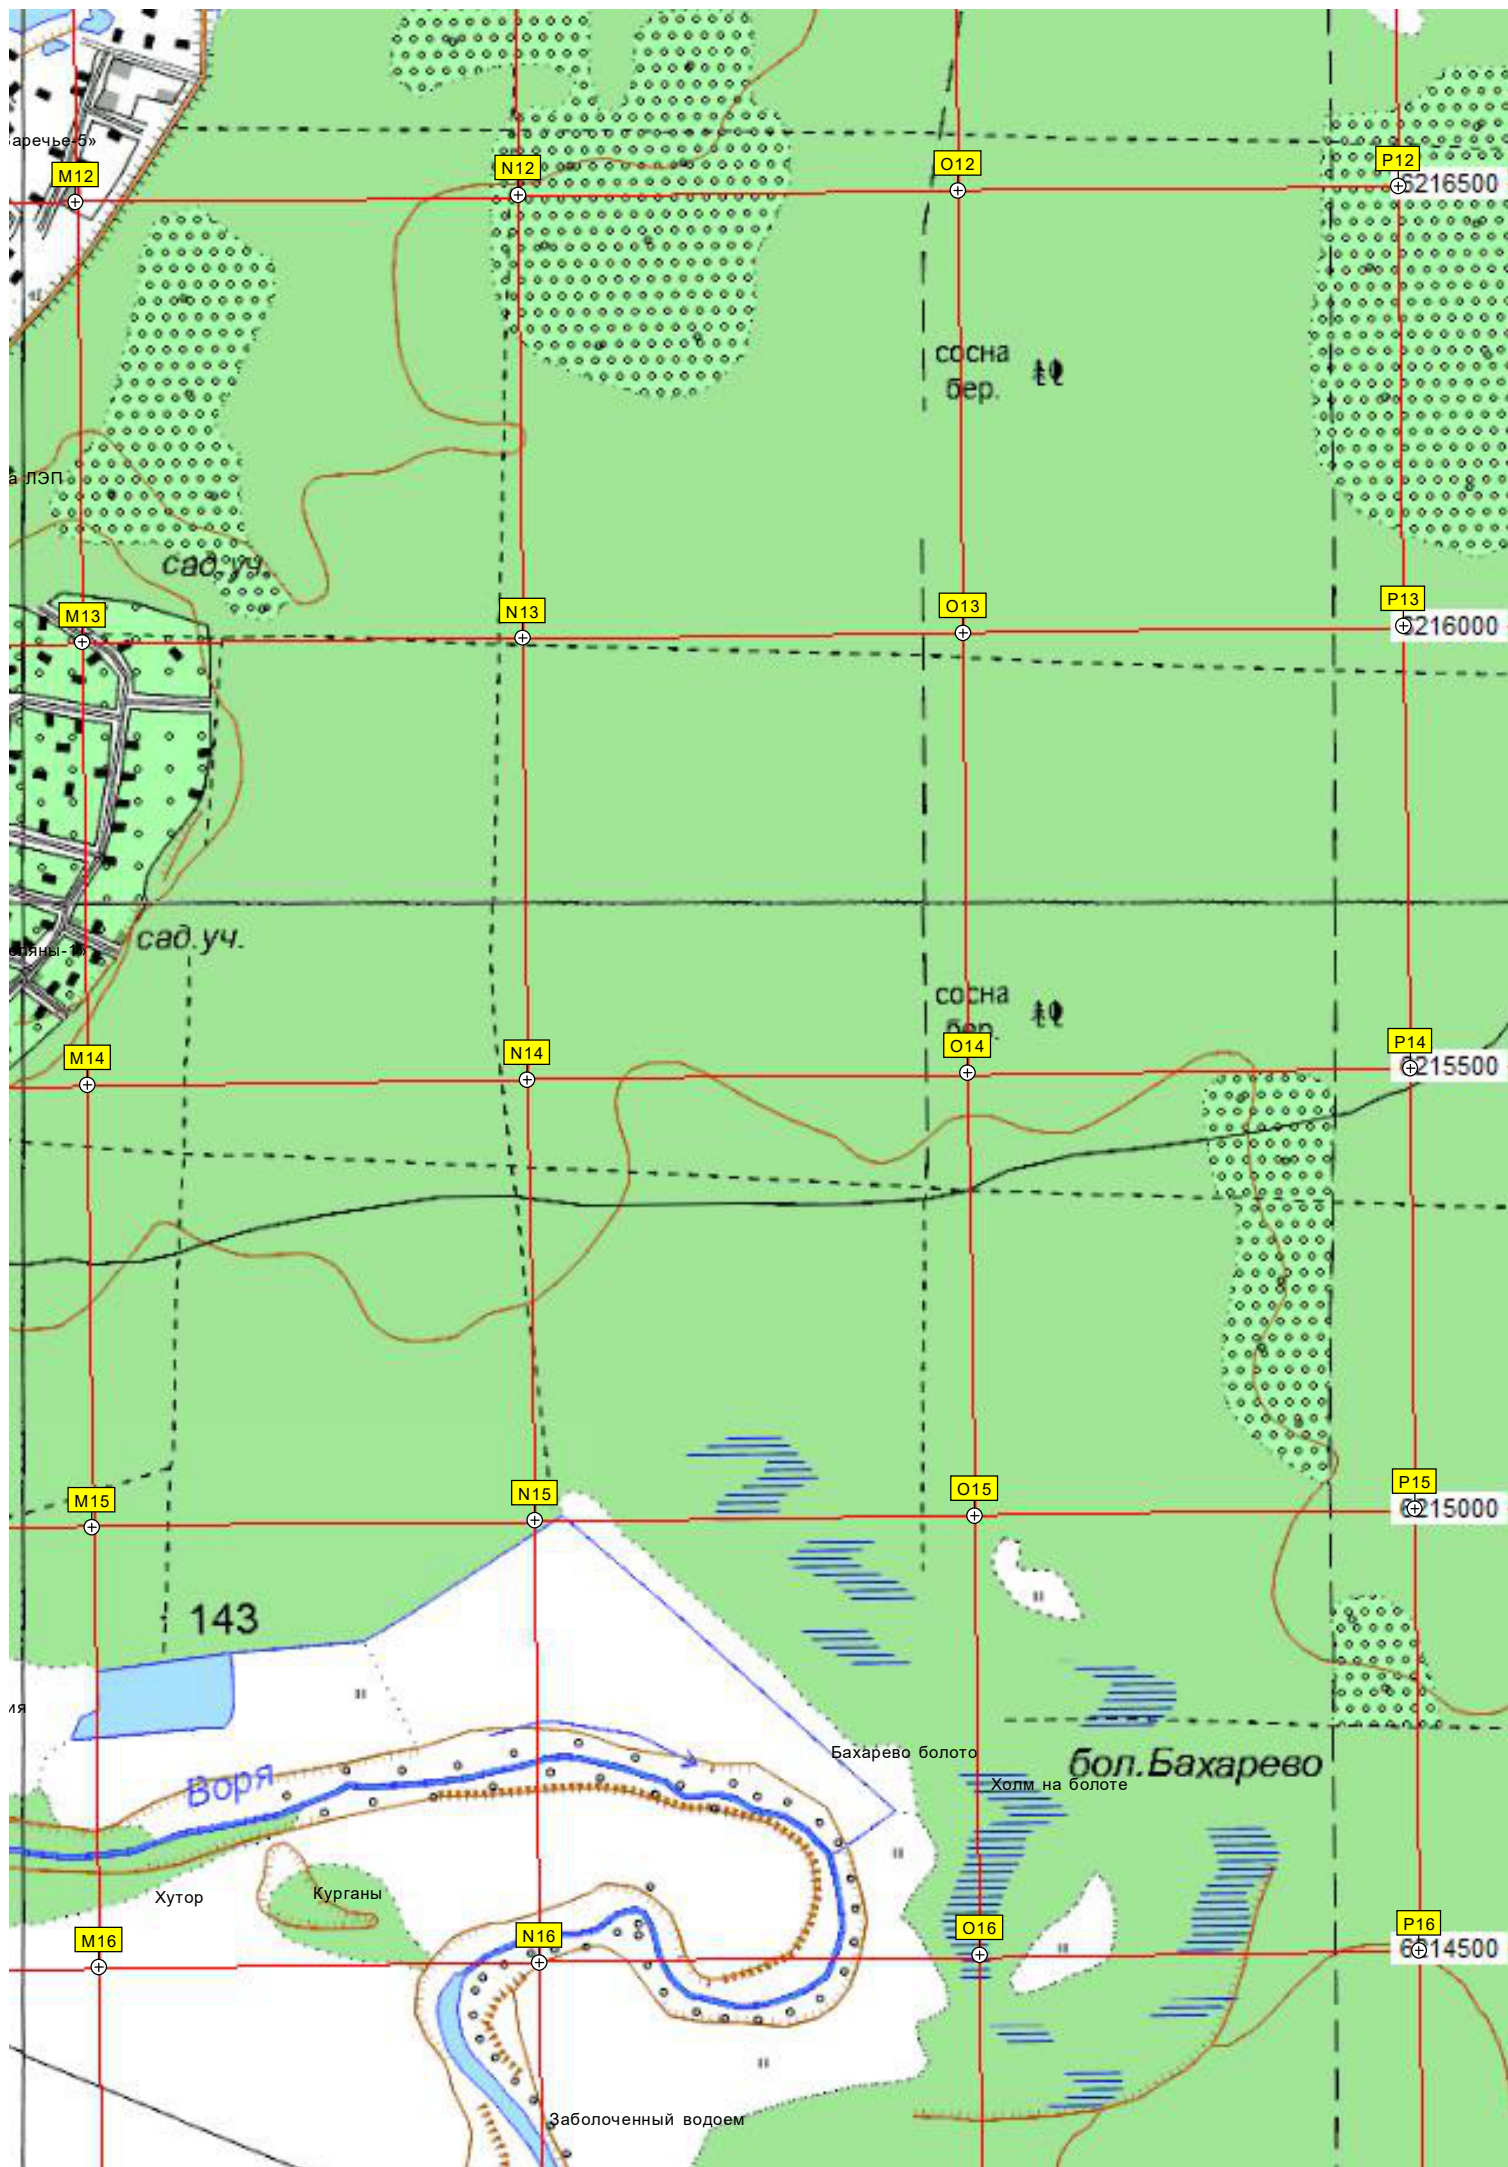 аречье-5»
M12
N12
O12
P12
6216500
сосна
бер.
а ЛЭП
сад.уч.
M13
N13
O13
P13
6216000
сад.уч.
сосна
бер.
M14
N14
O14
P14
6215500
M15
N15
O15
P15
6215000
143
ия
Воря
Бахарево болото
бол.Бахарево
Холм на болоте
Хутор
Курганы
M16
N16
O16
P16
6214500
Заболоченный водоем